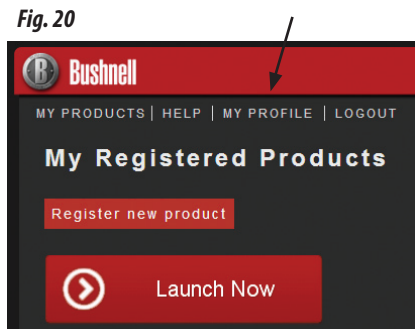 Fig. 20
B Bushnell
MY PRODUCTS | HELP | MY PROFILE | LOGOUT
My Registered Products
Register new product
Launch Now